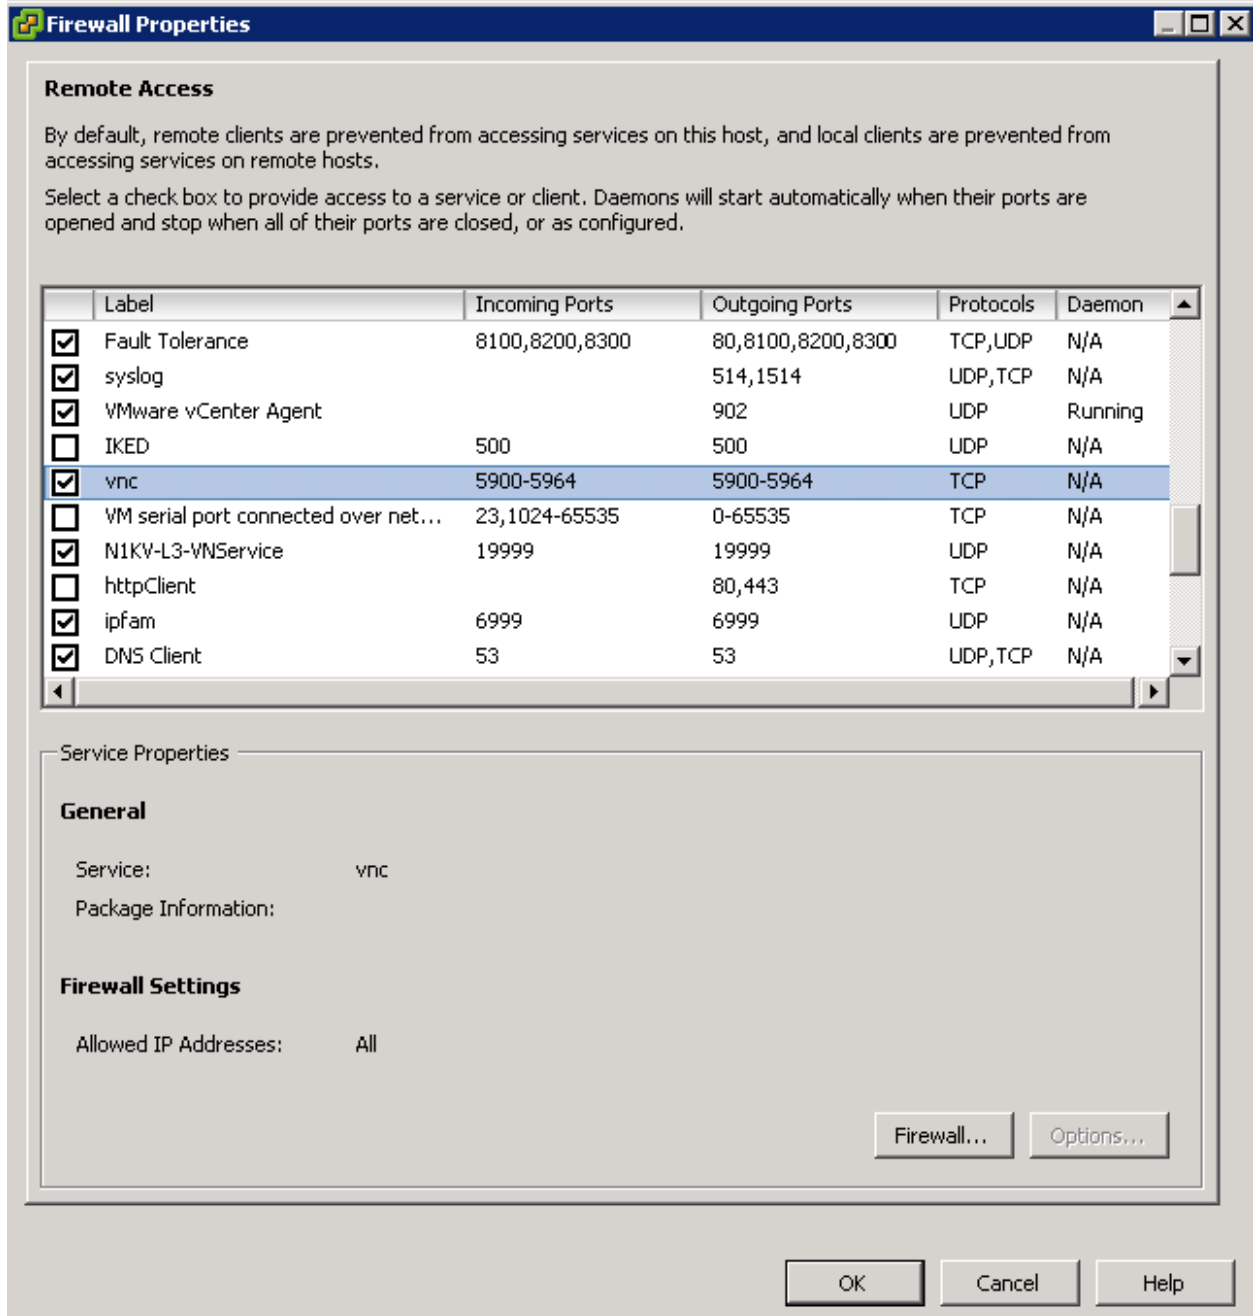 Firewall Properties
Remote Access
By default, remote clients are prevented from accessing services on this host, and local clients are prevented from
accessing services on remote hosts.
Select a check box to provide access to a service or client. Daemons will start automatically when their ports are
opened and stop when all of their ports are closed, or as configured.
Label Incoming Ports Outgoing Ports Protocols Daemon
Fault Tolerance 8100,8200,8300 80,8100,8200,8300 TCP,UDP N/A
syslog 514,1514 UDP,TCP N/A
VMware vCenter Agent 902 UDP Running
IKED 500 500 UDP N/A
vnc 5900-5964 5900-5964 TCP N/A
VM serial port connected over net... 23,1024-65535 0-65535 TCP N/A
N1KV-L3-VNService 19999 19999 UDP N/A
httpClient 80,443 TCP N/A
ipfam 6999 6999 UDP N/A
DNS Client 53 53 UDP,TCP N/A
Service Properties
General
Service: vnc
Package Information:
Firewall Settings
Allowed IP Addresses: All
Firewall... Options...
OK Cancel Help